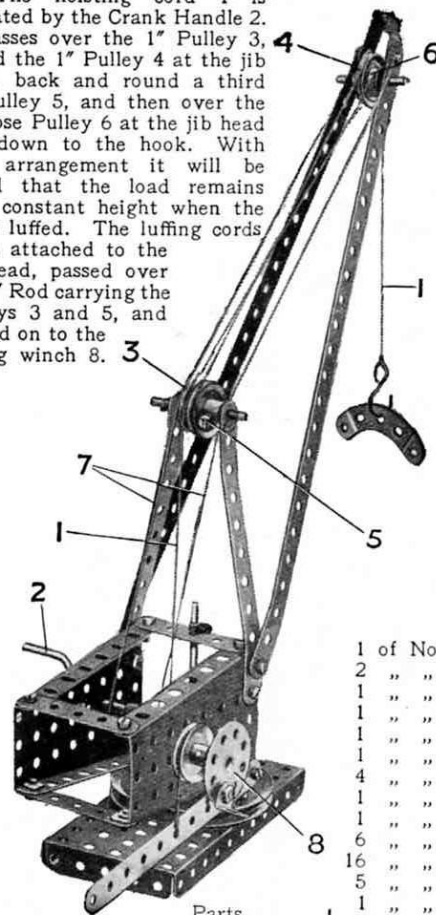 hoisting cord 1 is
ated by the Crank Handle 2.
asses over the 1" Pulley 3,
d the 1" Pulley 4 at the jib
back and round a third
ulley 5, and then over the
ose Pulley 6 at the jib head
down to the hook. With
arrangement it will be
d that the load remains
constant height when the
luffed. The luffing cords
attached to the
ead, passed over
" Rod carrying the
ys 3 and 5, and
d on to the
g winch 8.
4
6
1
3
7
1
5
2
8
1 of No
2 " "
1 " "
1 " "
1 " "
1 " "
4 " "
1 " "
1 " "
6 " "
16 " "
5 " "
1 " "
Parts